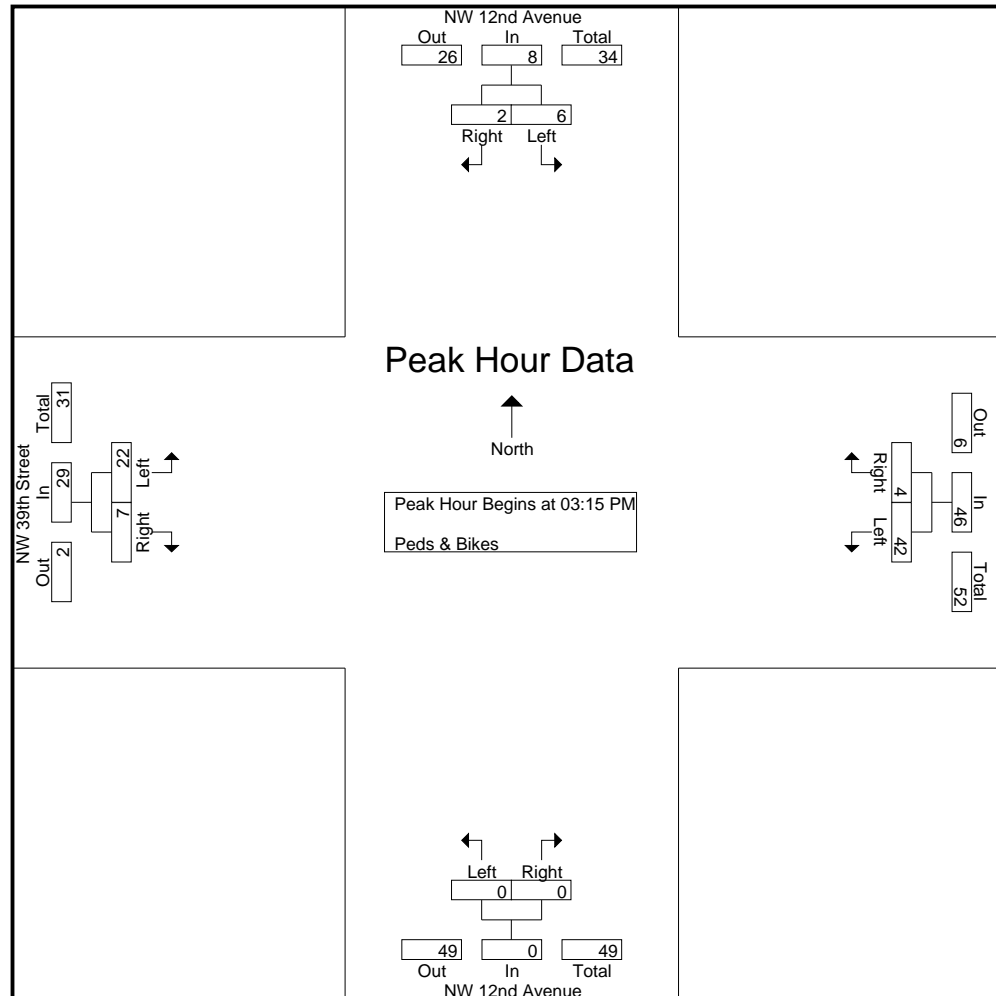 NW 12nd Avenue
Out In Total
26 8 34
2 6
Right Left
Peak Hour Data
North
Peak Hour Begins at 03:15 PM
Peds & Bikes
NW 39th Street
Out In Total
2 29 31
Right Left
7 22
Out In Total
6 46 52
Right Left
4 42
Left Right
0 0
49 0 49
Out In Total
NW 12nd Avenue